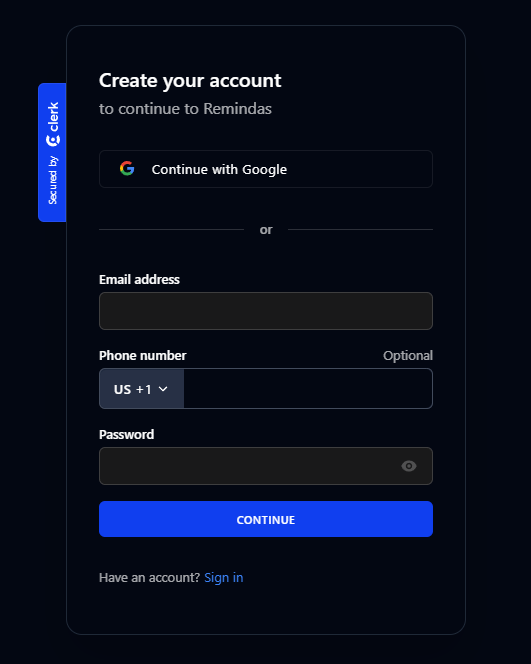 Create your account
to continue to Remindas
Secured by clerk
Continue with Google
or
Email address
Phone number Optional
US +1
Password
CONTINUE
Have an account? Sign in